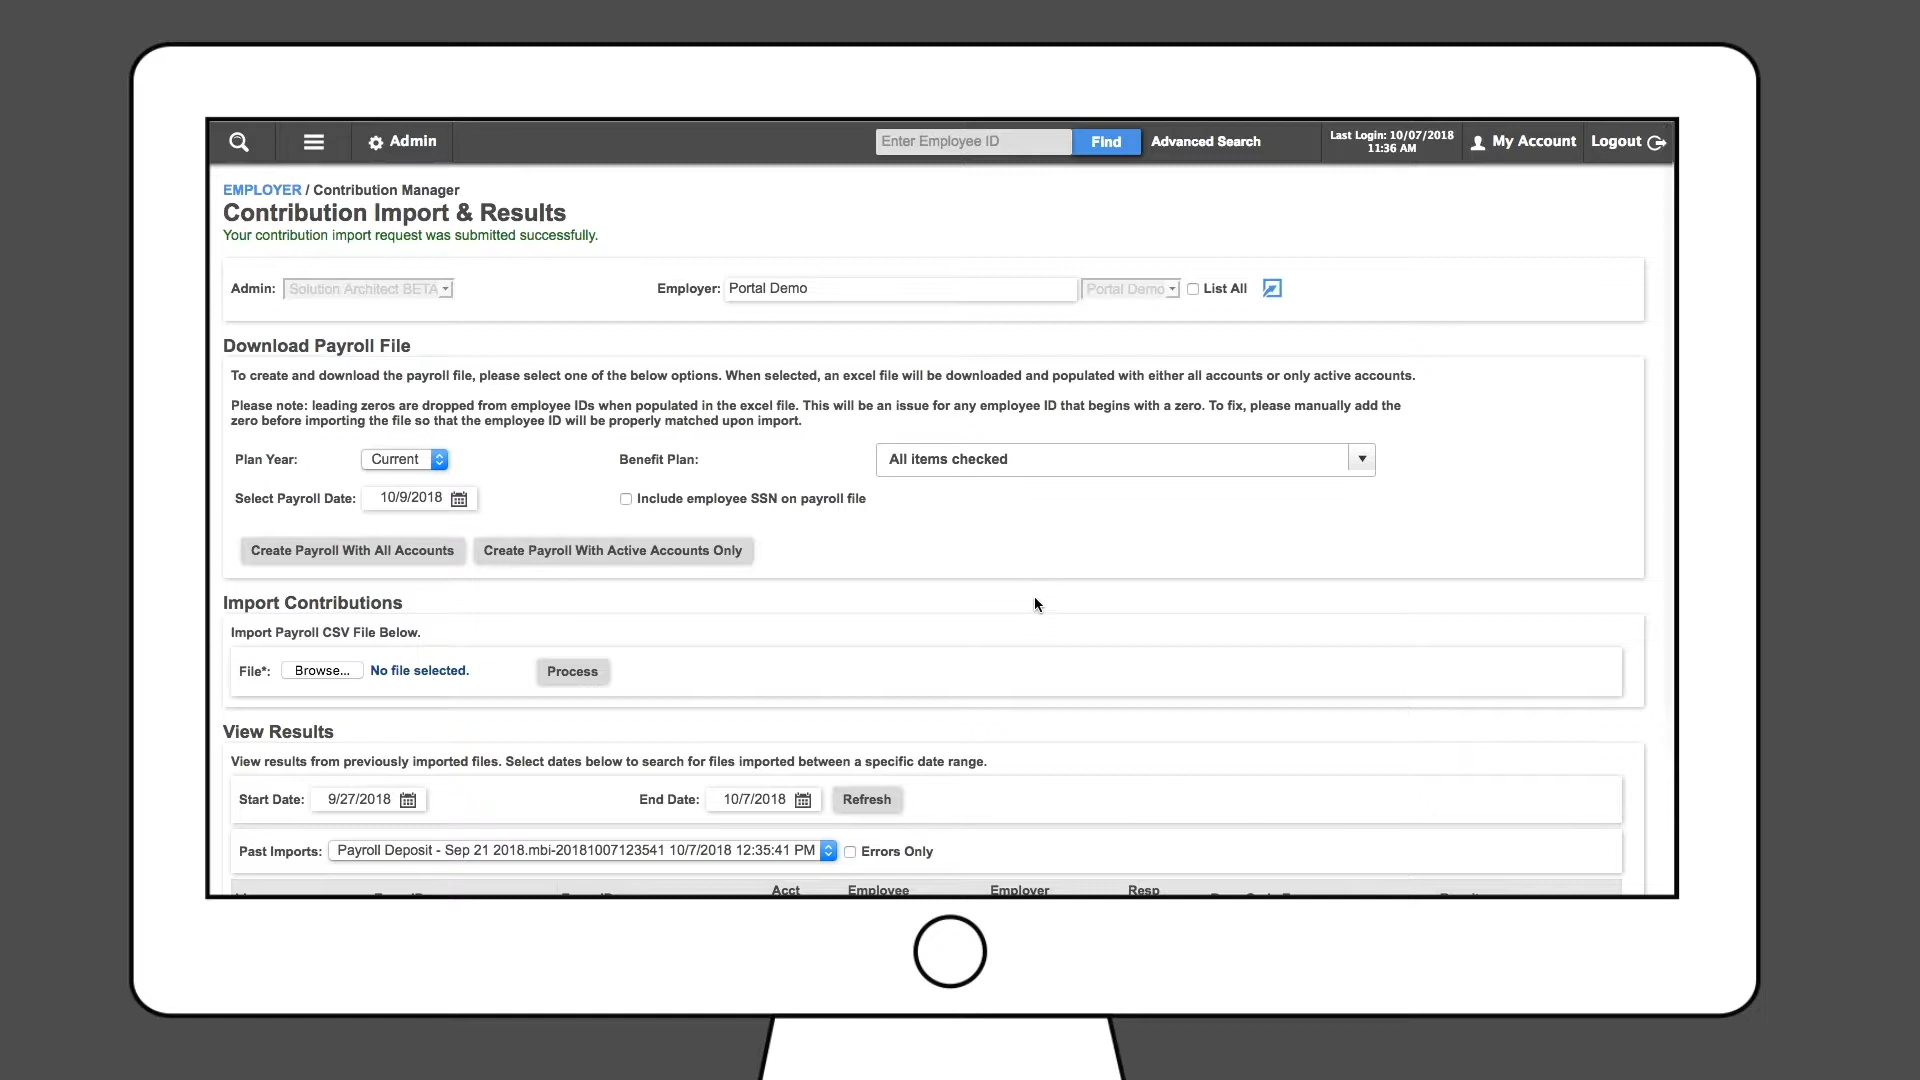 Admin
Enter Employee ID
Find
Advanced Search
Last Login: 10/07/2018
11:36 AM
My Account
Logout
EMPLOYER / Contribution Manager
Contribution Import & Results
Your contribution import request was submitted successfully.
Admin: Solution Architect BETA
Employer: Portal Demo
Portal Demo
List All
Download Payroll File
To create and download the payroll file, please select one of the below options. When selected, an excel file will be downloaded and populated with either all accounts or only active accounts.
Please note: leading zeros are dropped from employee IDs when populated in the excel file. This will be an issue for any employee ID that begins with a zero. To fix, please manually add the
zero before importing the file so that the employee ID will be properly matched upon import.
Plan Year: Current
Benefit Plan: All items checked
Select Payroll Date: 10/9/2018
Include employee SSN on payroll file
Create Payroll With All Accounts
Create Payroll With Active Accounts Only
Import Contributions
Import Payroll CSV File Below.
File*: Browse... No file selected.
Process
View Results
View results from previously imported files. Select dates below to search for files imported between a specific date range.
Start Date: 9/27/2018
End Date: 10/7/2018
Refresh
Past Imports: Payroll Deposit - Sep 21 2018.mbi-20181007123541 10/7/2018 12:35:41 PM
Errors Only
Acct Employee Employer Resp